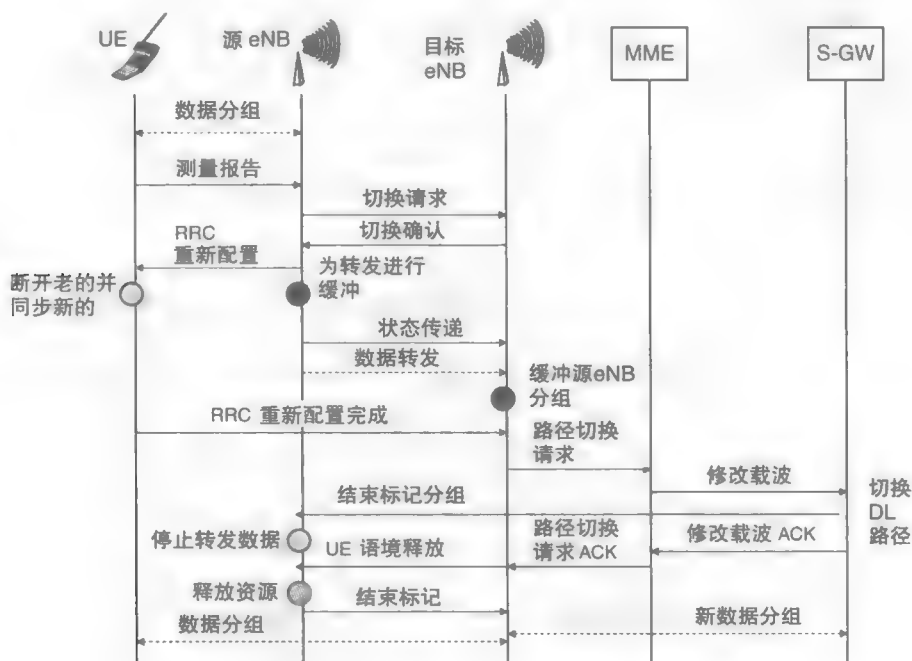 UE
源 eNB
目标
eNB
MME
S-GW
数据分组
测量报告
切换请求
切换确认
RRC
重新配置
为转发进行
缓冲
断开老的并
同步新的
状态传递
数据转发
缓冲源eNB
分组
RRC 重新配置完成
路径切换
请求
修改载波
结束标记分组
切换
DL
路径
停止转发数据
UE 语境释放
路径切换
请求 ACK
修改载波 ACK
释放资源
结束标记
数据分组
新数据分组